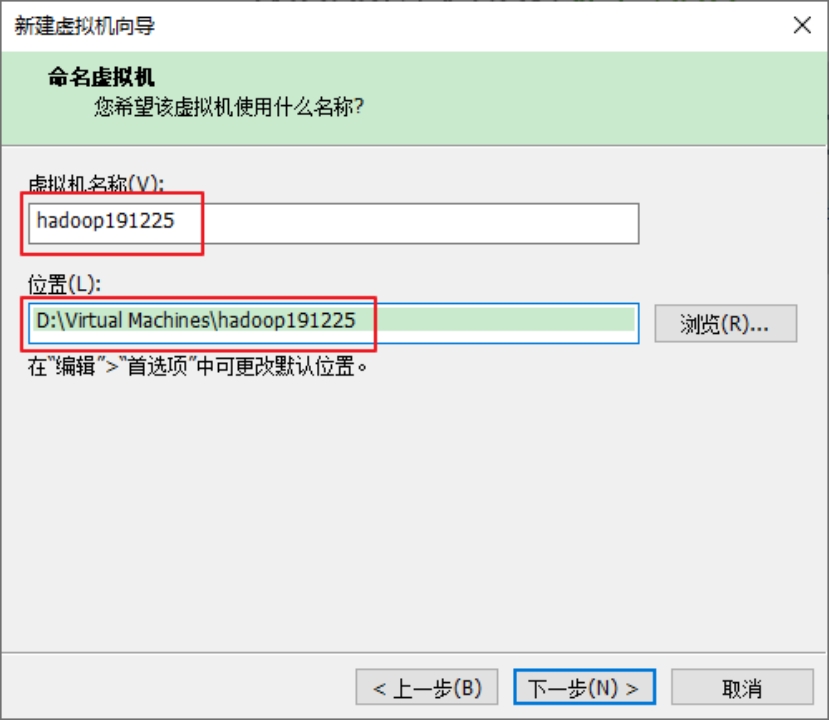 新建虚拟机向导
命名虚拟机
您希望该虚拟机使用什么名称?
虚拟机名称(V):
hadoop191225
位置(L):
D:\Virtual Machines\hadoop191225
浏览(R)...
在"编辑">"首选项"中可更改默认位置。
< 上一步(B)
下一步(N) >
取消